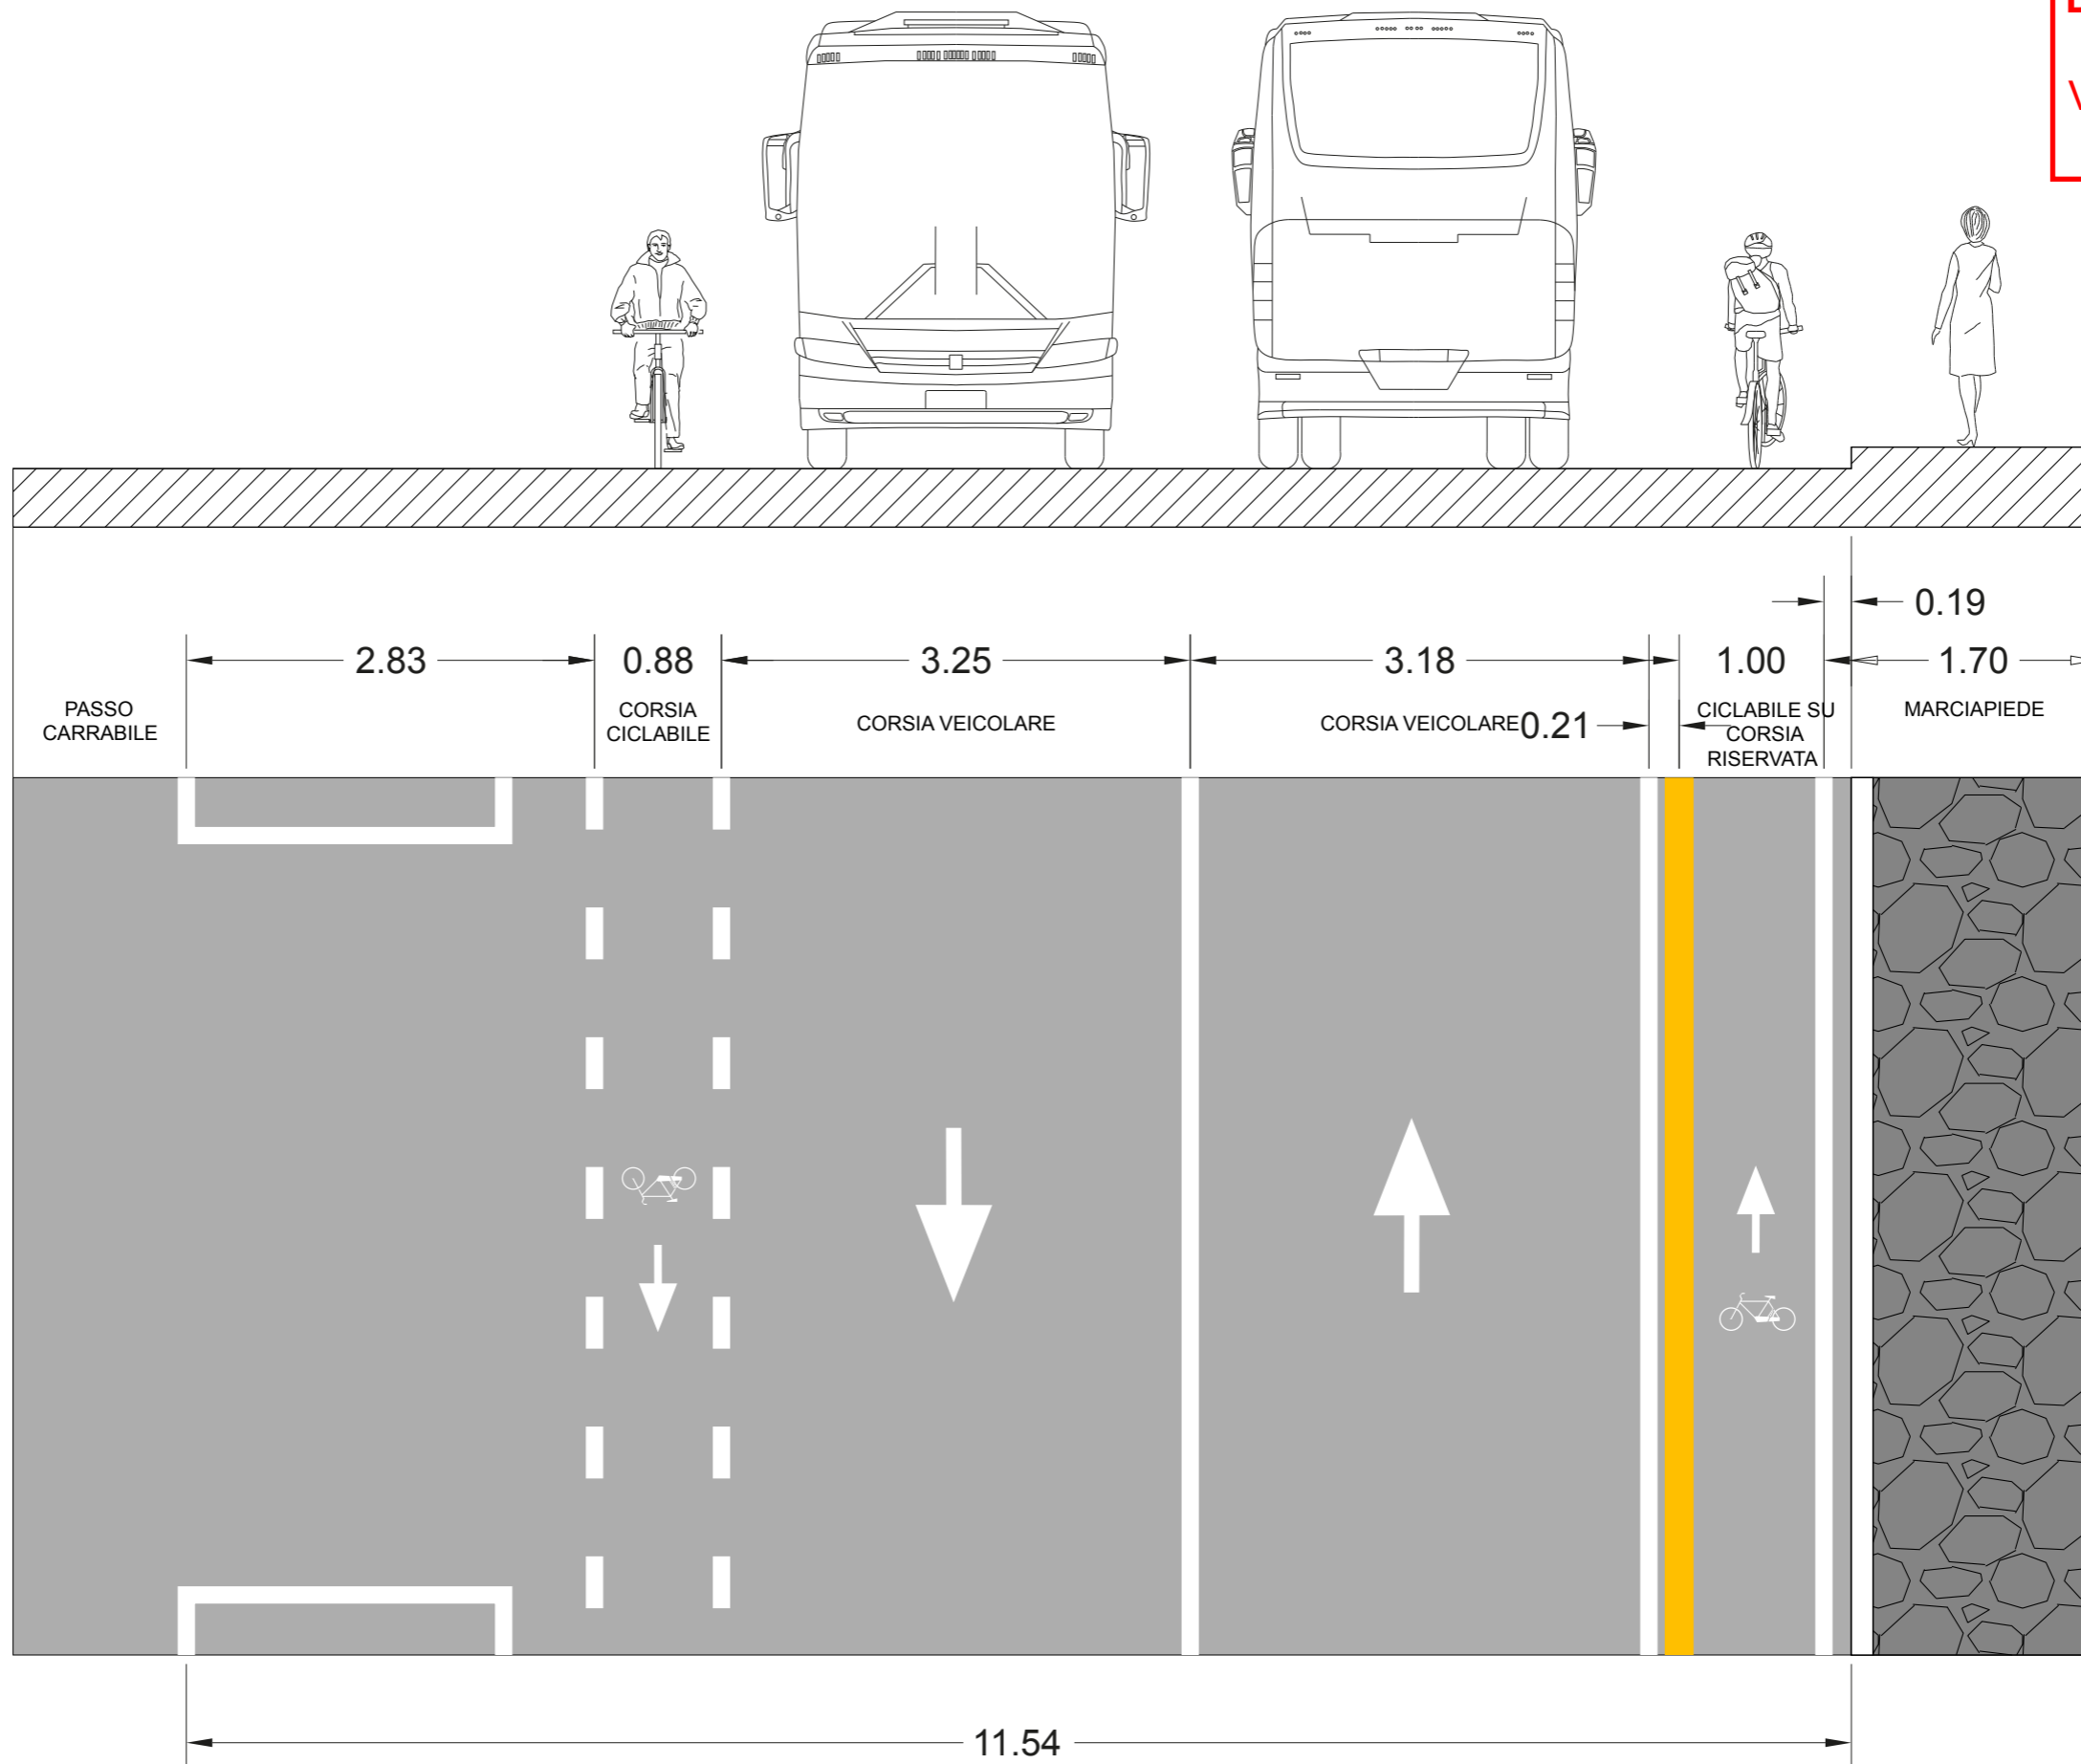 0.19
2.83
0.88
3.25
3.18
1.00
1.70
PASSO
CARRABILE
CORSIA
CICLABILE
CORSIA VEICOLARE
CORSIA VEICOLARE
0.21
CICLABILE SU
CORSIA
RISERVATA
MARCIAPIEDE
11.54